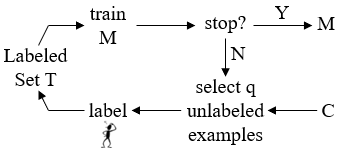 train
M
stop?
Y
M
N
Labeled
Set T
select q
unlabeled
examples
label
C